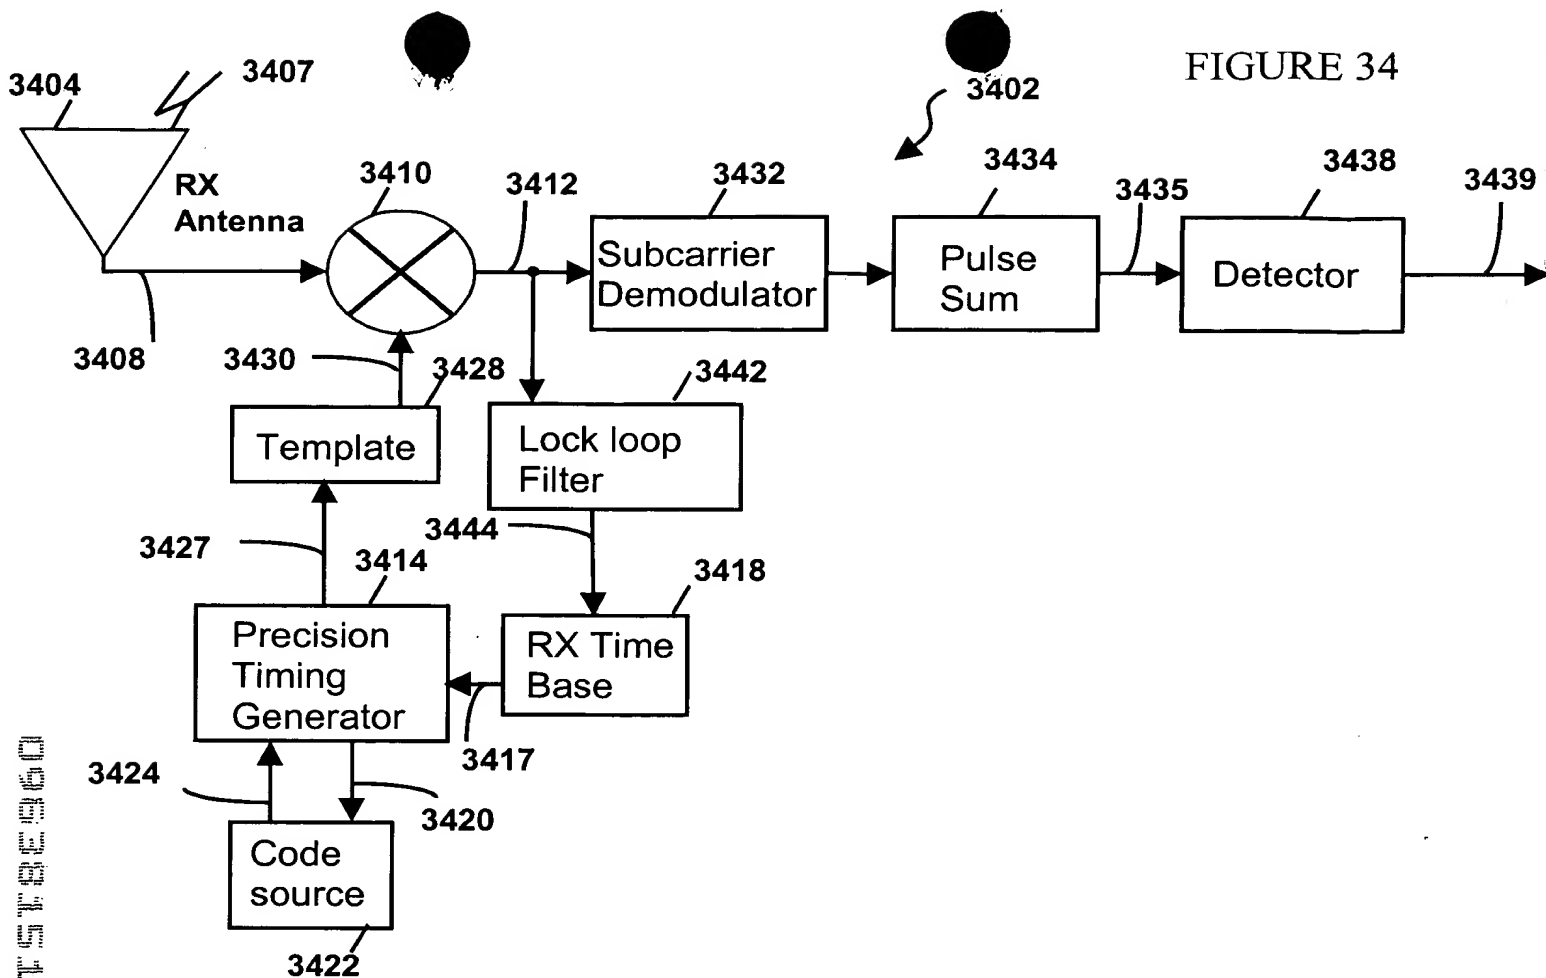 FIGURE 34
3404
3407
3402
RX
Antenna
3410
3412
3432
3434
3435
3438
3439
Subcarrier
Demodulator
Pulse
Sum
Detector
3408
3430
3428
3442
Template
Lock loop
Filter
3427
3444
3414
3418
Precision
Timing
Generator
RX Time
Base
3417
3424
3420
Code
source
3422